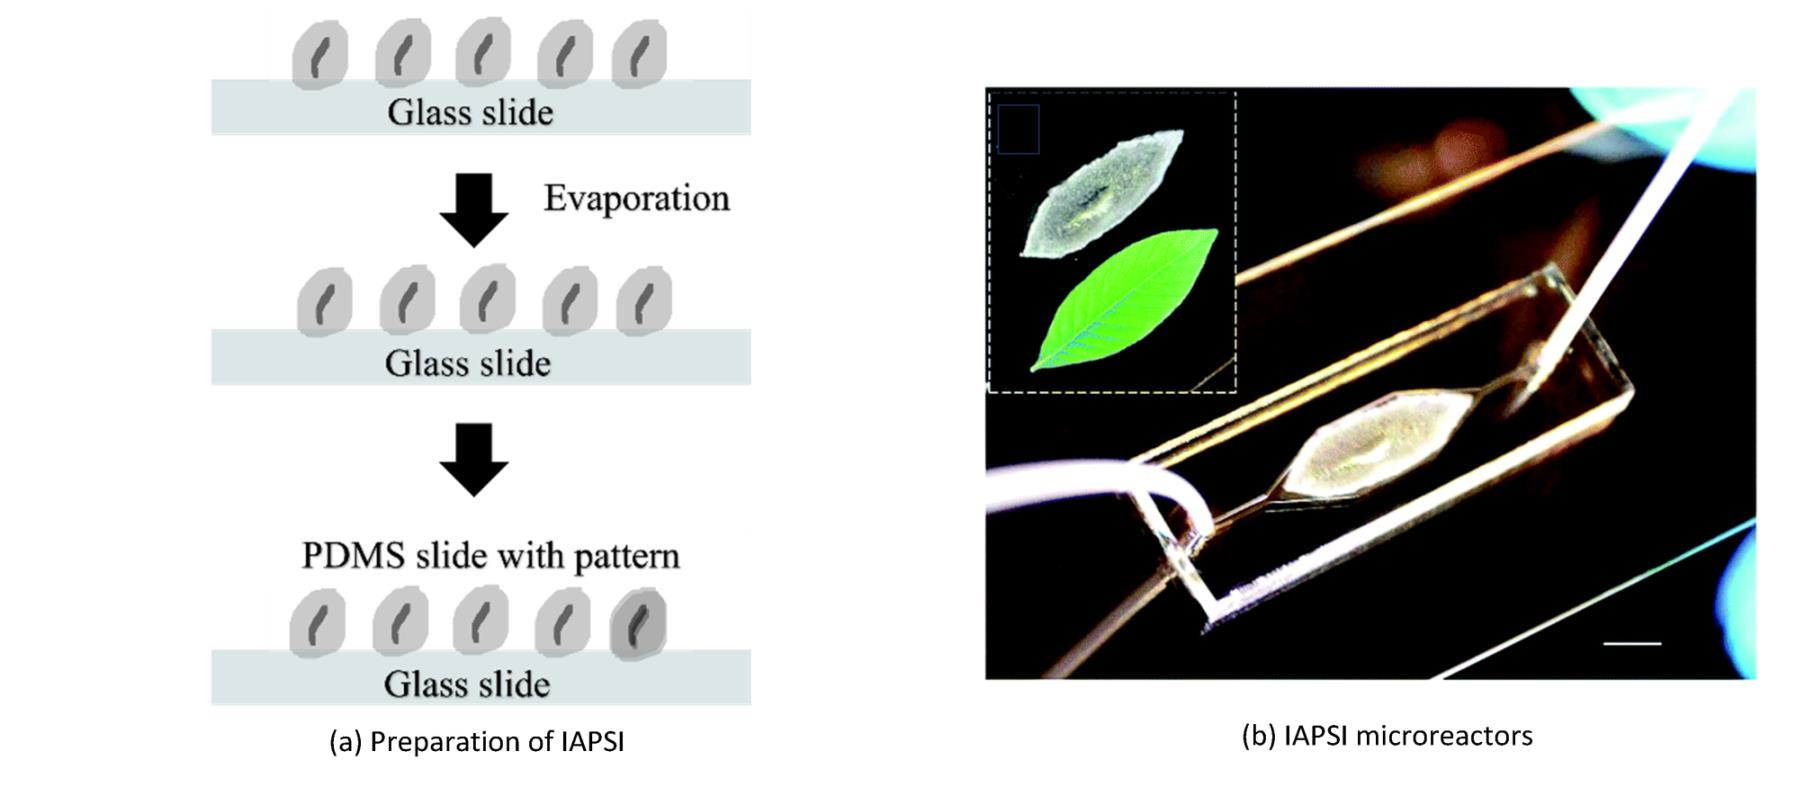 Glass slide
Evaporation
Glass slide
PDMS slide with pattern
Glass slide
(a) Preparation of IAPSI
(b) IAPSI microreactors